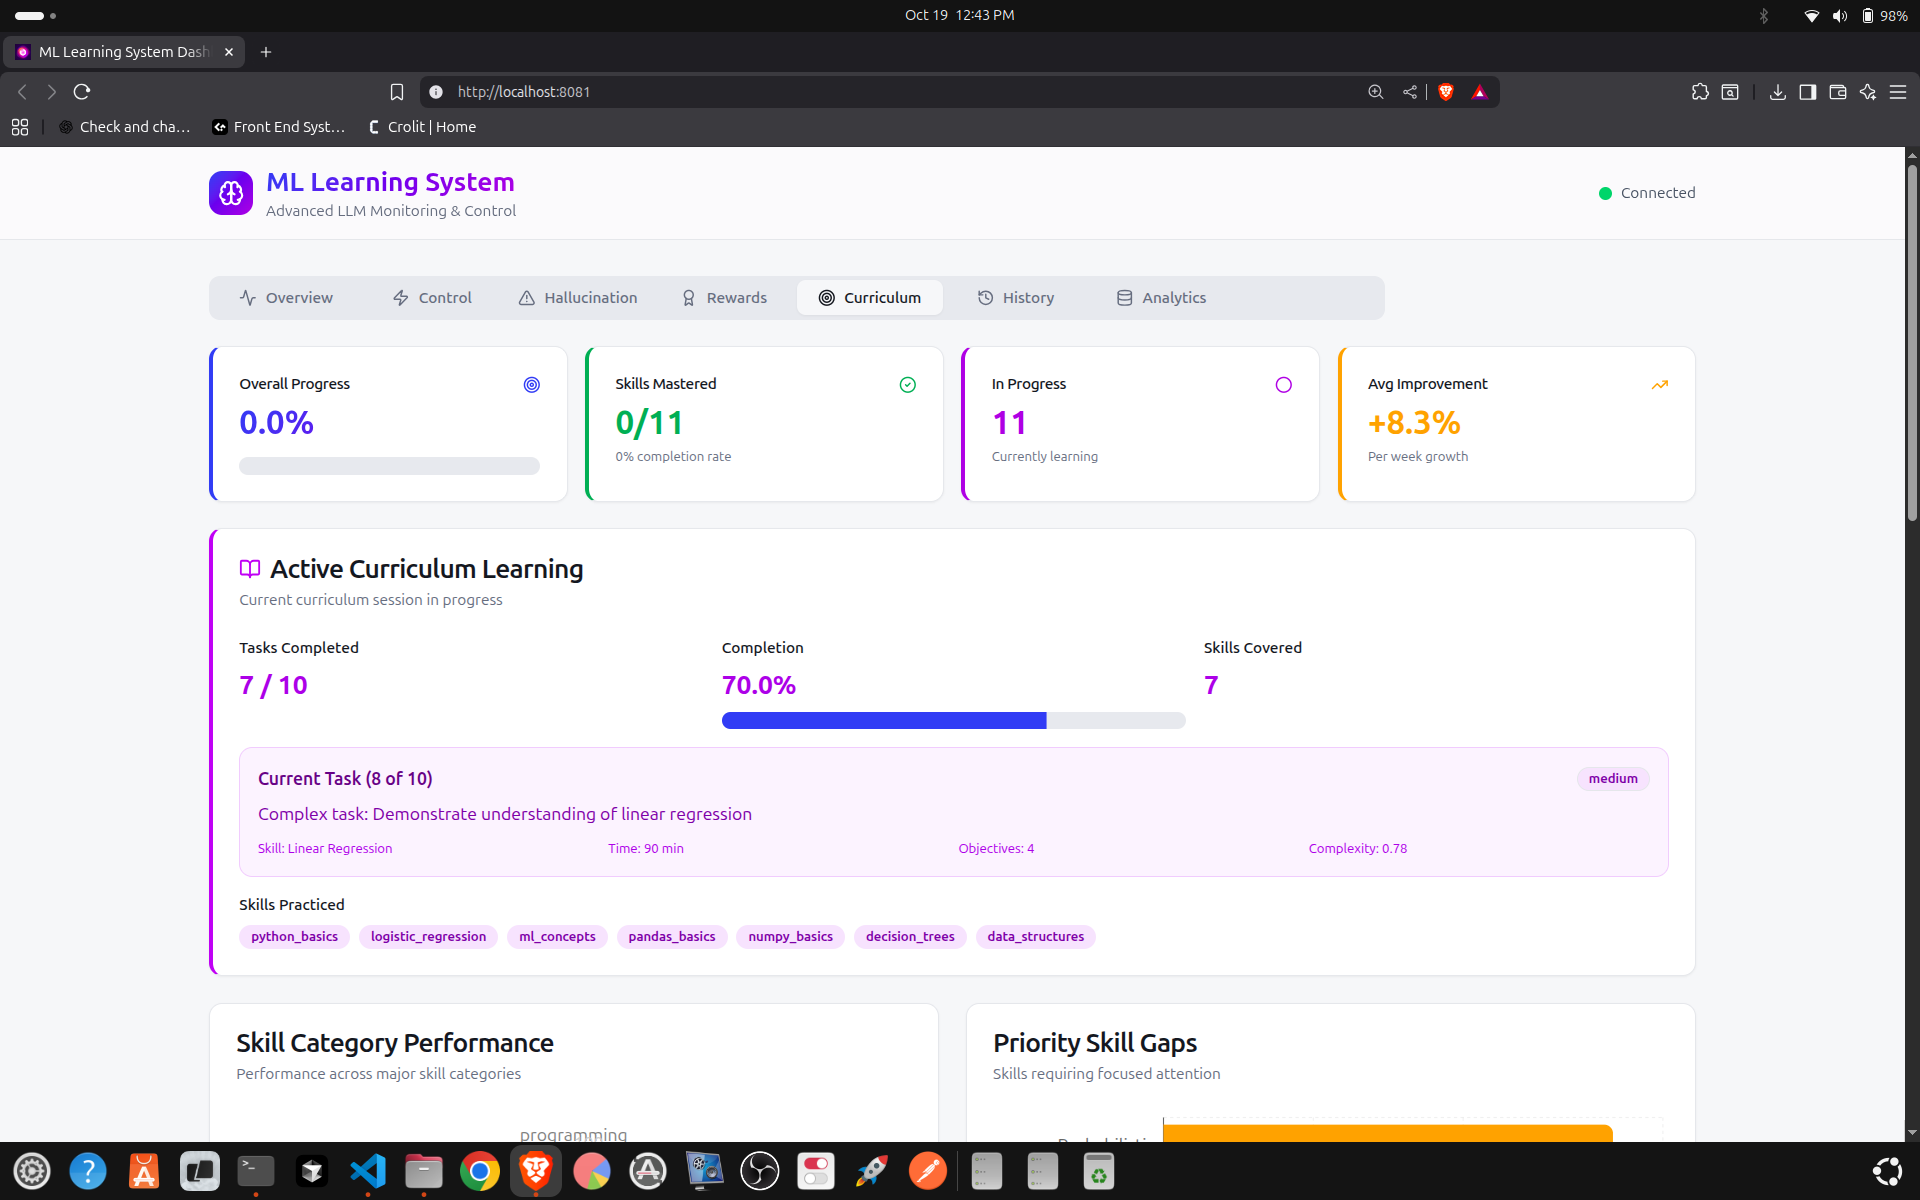 Oct 19 12:43 PM
98%
ML Learning System Dash
http://localhost:8081
Check and cha...
Front End Syst...
Crolit | Home
ML Learning System
Advanced LLM Monitoring & Control
Connected
Overview
Control
Hallucination
Rewards
Curriculum
History
Analytics
Overall Progress
0.0%
Skills Mastered
0/11
0% completion rate
In Progress
11
Currently learning
Avg Improvement
+8.3%
Per week growth
Active Curriculum Learning
Current curriculum session in progress
Tasks Completed
7 / 10
Completion
70.0%
Skills Covered
7
Current Task (8 of 10)
medium
Complex task: Demonstrate understanding of linear regression
Skill: Linear Regression
Time: 90 min
Objectives: 4
Complexity: 0.78
Skills Practiced
python_basics
logistic_regression
ml_concepts
pandas_basics
numpy_basics
decision_trees
data_structures
Skill Category Performance
Performance across major skill categories
programming
Priority Skill Gaps
Skills requiring focused attention